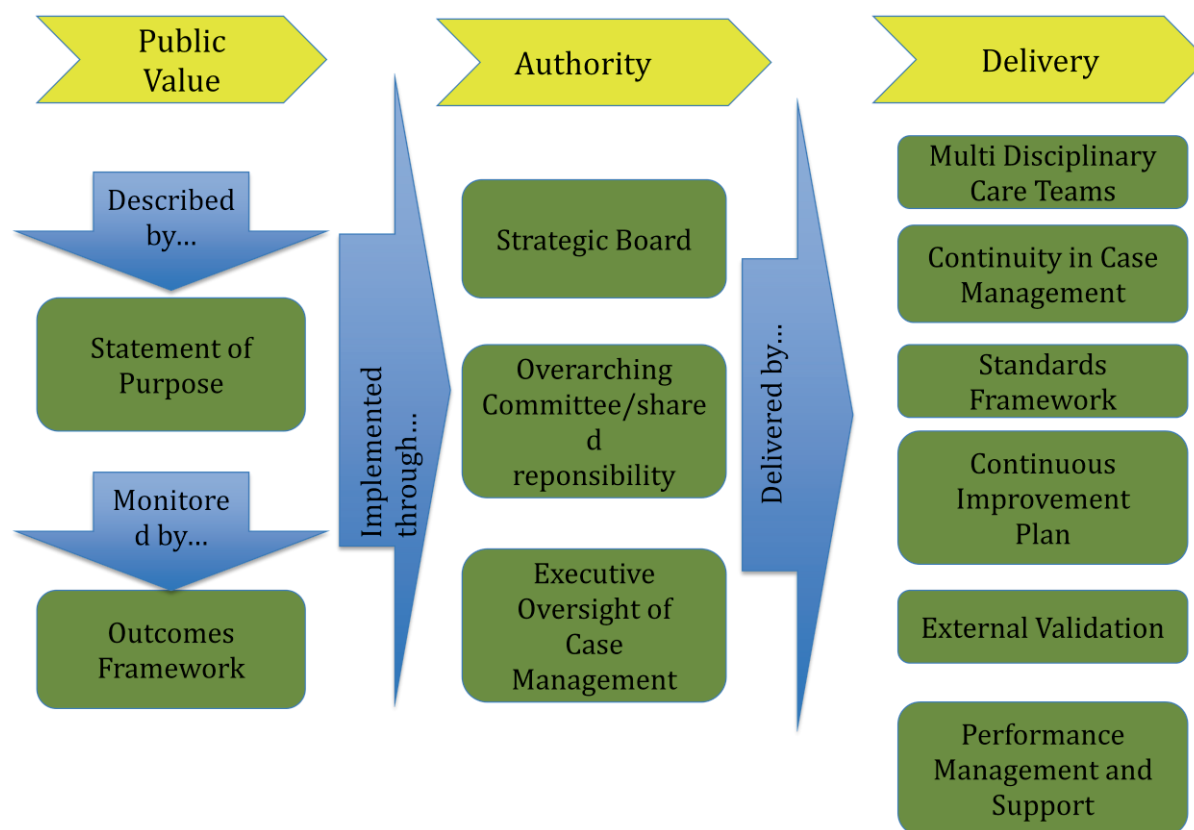 Public
Value
Authority
Delivery
Described
by...
Statement of
Purpose
Monitore
d by...
Outcomes
Framework
Implemented
through...
Strategic Board
Overarching
Committee/share
d
reponsibility
Executive
Oversight of
Case
Management
Delivered by...
Multi Disciplinary
Care Teams
Continuity in Case
Management
Standards
Framework
Continuous
Improvement
Plan
External Validation
Performance
Management and
Support